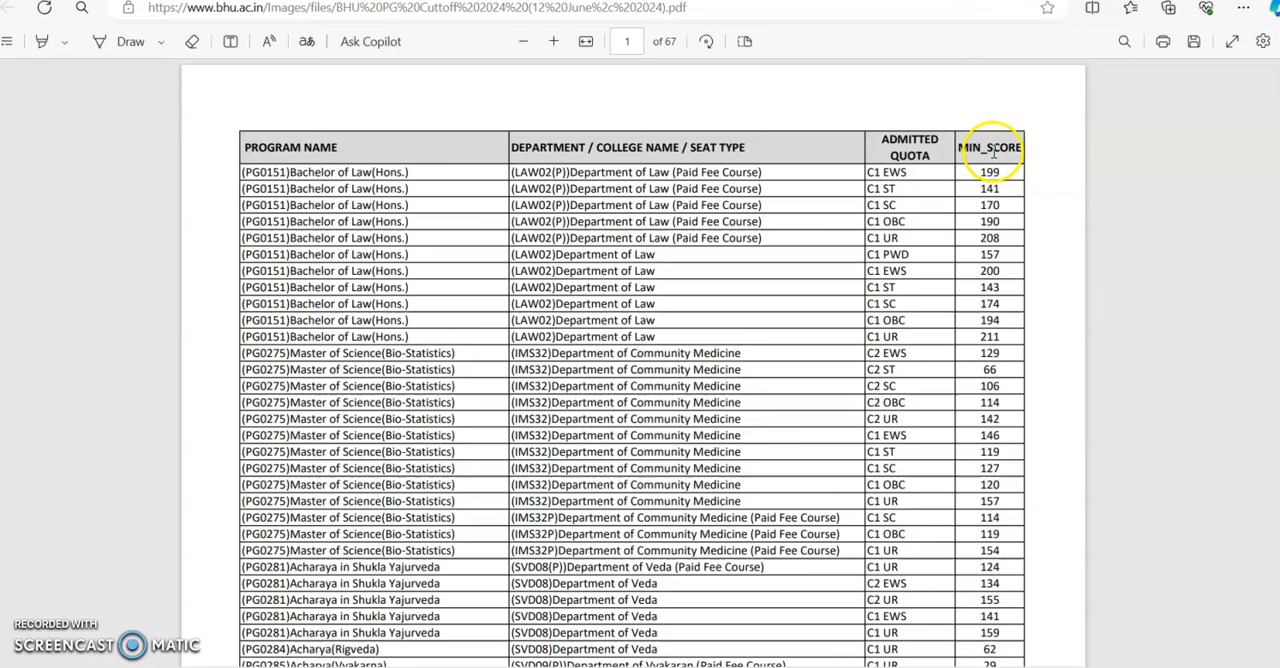 https://www.bhu.ac.in/Images/files/BHU%20PG%20Cuttoff%202024%20(12%20June%2c%202024).pdf
Draw
Ask Copilot
1 of 67
PROGRAM NAME DEPARTMENT / COLLEGE NAME / SEAT TYPE ADMITTED QUOTA MIN_SCORE
(PG0151)Bachelor of Law(Hons.) (LAW02(P))Department of Law (Paid Fee Course) C1 EWS 199
(PG0151)Bachelor of Law(Hons.) (LAW02(P))Department of Law (Paid Fee Course) C1 ST 141
(PG0151)Bachelor of Law(Hons.) (LAW02(P))Department of Law (Paid Fee Course) C1 SC 170
(PG0151)Bachelor of Law(Hons.) (LAW02(P))Department of Law (Paid Fee Course) C1 OBC 190
(PG0151)Bachelor of Law(Hons.) (LAW02(P))Department of Law (Paid Fee Course) C1 UR 208
(PG0151)Bachelor of Law(Hons.) (LAW02)Department of Law C1 PWD 157
(PG0151)Bachelor of Law(Hons.) (LAW02)Department of Law C1 EWS 200
(PG0151)Bachelor of Law(Hons.) (LAW02)Department of Law C1 ST 143
(PG0151)Bachelor of Law(Hons.) (LAW02)Department of Law C1 SC 174
(PG0151)Bachelor of Law(Hons.) (LAW02)Department of Law C1 OBC 194
(PG0151)Bachelor of Law(Hons.) (LAW02)Department of Law C1 UR 211
(PG0275)Master of Science(Bio-Statistics) (IMS32)Department of Community Medicine C2 EWS 129
(PG0275)Master of Science(Bio-Statistics) (IMS32)Department of Community Medicine C2 ST 66
(PG0275)Master of Science(Bio-Statistics) (IMS32)Department of Community Medicine C2 SC 106
(PG0275)Master of Science(Bio-Statistics) (IMS32)Department of Community Medicine C2 OBC 114
(PG0275)Master of Science(Bio-Statistics) (IMS32)Department of Community Medicine C2 UR 142
(PG0275)Master of Science(Bio-Statistics) (IMS32)Department of Community Medicine C1 EWS 146
(PG0275)Master of Science(Bio-Statistics) (IMS32)Department of Community Medicine C1 ST 119
(PG0275)Master of Science(Bio-Statistics) (IMS32)Department of Community Medicine C1 SC 127
(PG0275)Master of Science(Bio-Statistics) (IMS32)Department of Community Medicine C1 OBC 120
(PG0275)Master of Science(Bio-Statistics) (IMS32)Department of Community Medicine C1 UR 157
(PG0275)Master of Science(Bio-Statistics) (IMS32P)Department of Community Medicine (Paid Fee Course) C1 SC 114
(PG0275)Master of Science(Bio-Statistics) (IMS32P)Department of Community Medicine (Paid Fee Course) C1 OBC 119
(PG0275)Master of Science(Bio-Statistics) (IMS32P)Department of Community Medicine (Paid Fee Course) C1 UR 154
(PG0281)Acharaya in Shukla Yajurveda (SVD08(P))Department of Veda (Paid Fee Course) C1 UR 124
(PG0281)Acharaya in Shukla Yajurveda (SVD08)Department of Veda C2 EWS 134
(PG0281)Acharaya in Shukla Yajurveda (SVD08)Department of Veda C2 UR 155
(PG0281)Acharaya in Shukla Yajurveda (SVD08)Department of Veda C1 EWS 141
(PG0281)Acharaya in Shukla Yajurveda (SVD08)Department of Veda C1 UR 159
(PG0284)Acharya(Rigveda) (SVD08)Department of Veda C1 UR 62
(PG0285)Acharya(Vyakarna) (SVD09(P))Department of Vyakaran (Paid Fee Course) C1 UR 29
RECORDED WITH
SCREENCAST MATIC